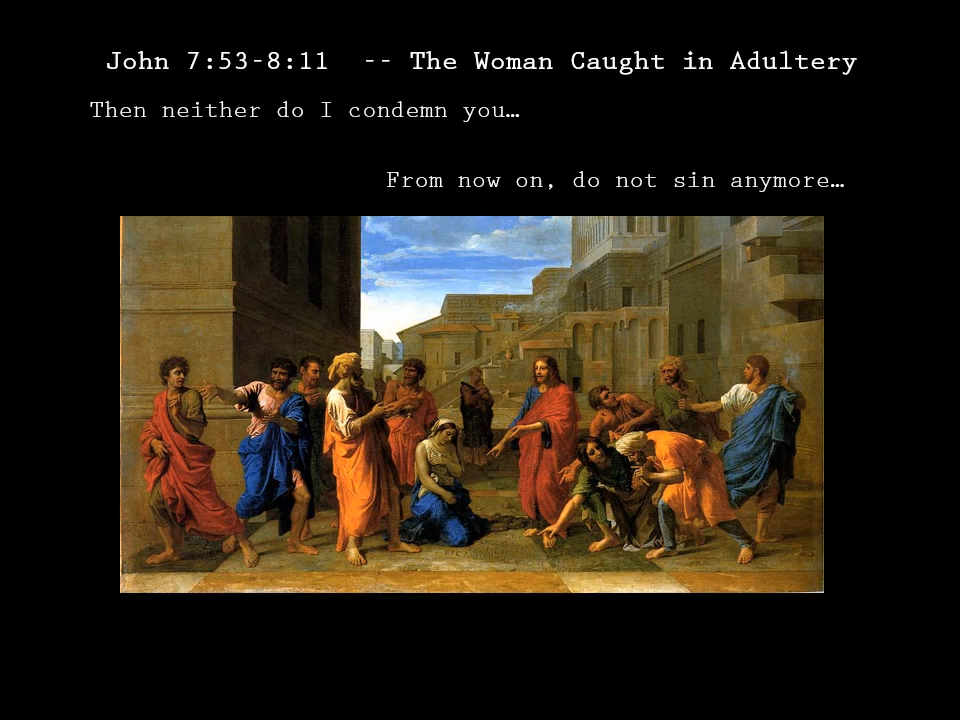 John 7:53-8:11  -- The Woman Caught in Adultery
Then neither do I condemn you…
From now on, do not sin anymore…